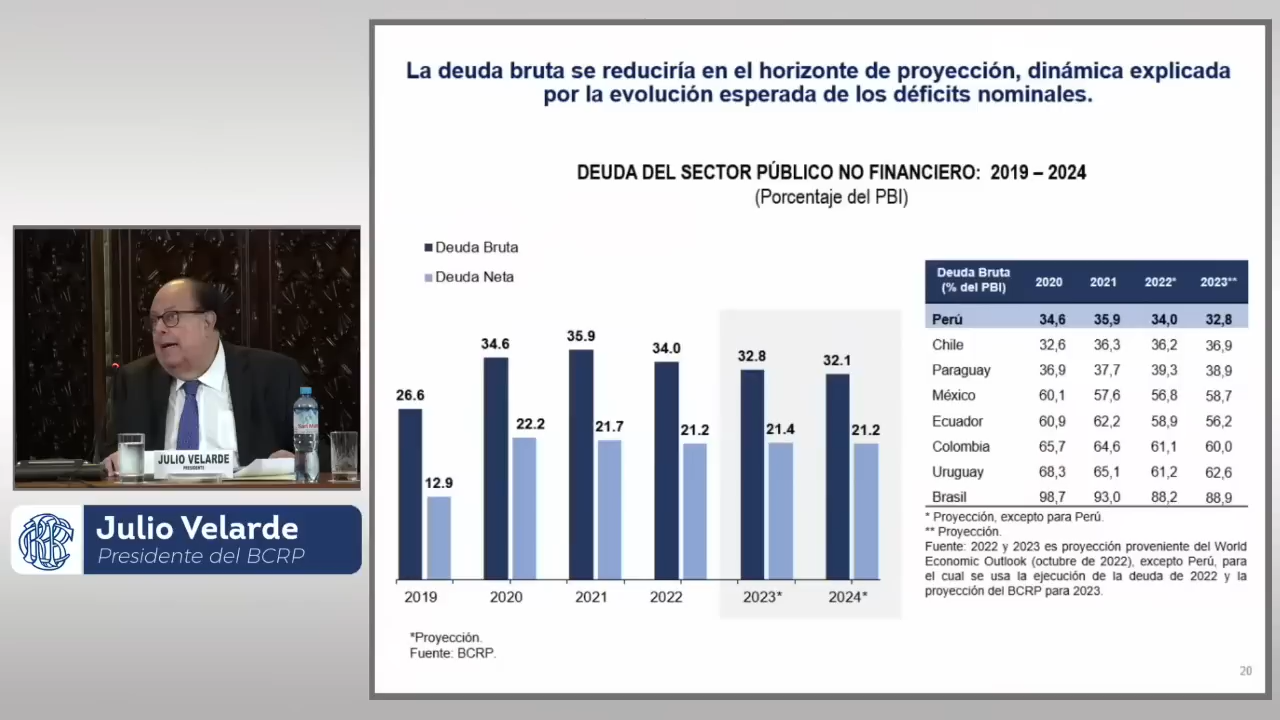 La deuda bruta se reduciría en el horizonte de proyección, dinámica explicada
por la evolución esperada de los déficits nominales.
DEUDA DEL SECTOR PÚBLICO NO FINANCIERO: 2019 – 2024
(Porcentaje del PBI)
Deuda Bruta
Deuda Neta
26.6
12.9
34.6
22.2
35.9
21.7
34.0
21.2
32.8
21.4
32.1
21.2
2019 2020 2021 2022 2023* 2024*
*Proyección.
Fuente: BCRP.
Deuda Bruta
(% del PBI) 2020 2021 2022* 2023**
Perú 34,6 35,9 34,0 32,8
Chile 32,6 36,3 36,2 36,9
Paraguay 36,9 37,7 39,3 38,9
México 60,1 57,6 56,8 58,7
Ecuador 60,9 62,2 58,9 56,2
Colombia 65,7 64,6 61,1 60,0
Uruguay 68,3 65,1 61,2 62,6
Brasil 98,7 93,0 88,2 88,9
* Proyección, excepto para Perú.
** Proyección.
Fuente: 2022 y 2023 es proyección proveniente del World
Economic Outlook (octubre de 2022), excepto Perú, para
el cual se usa la ejecución de la deuda de 2022 y la
proyección del BCRP para 2023.
20
JULIO VELARDE
PRESIDENTE
Julio Velarde
Presidente del BCRP